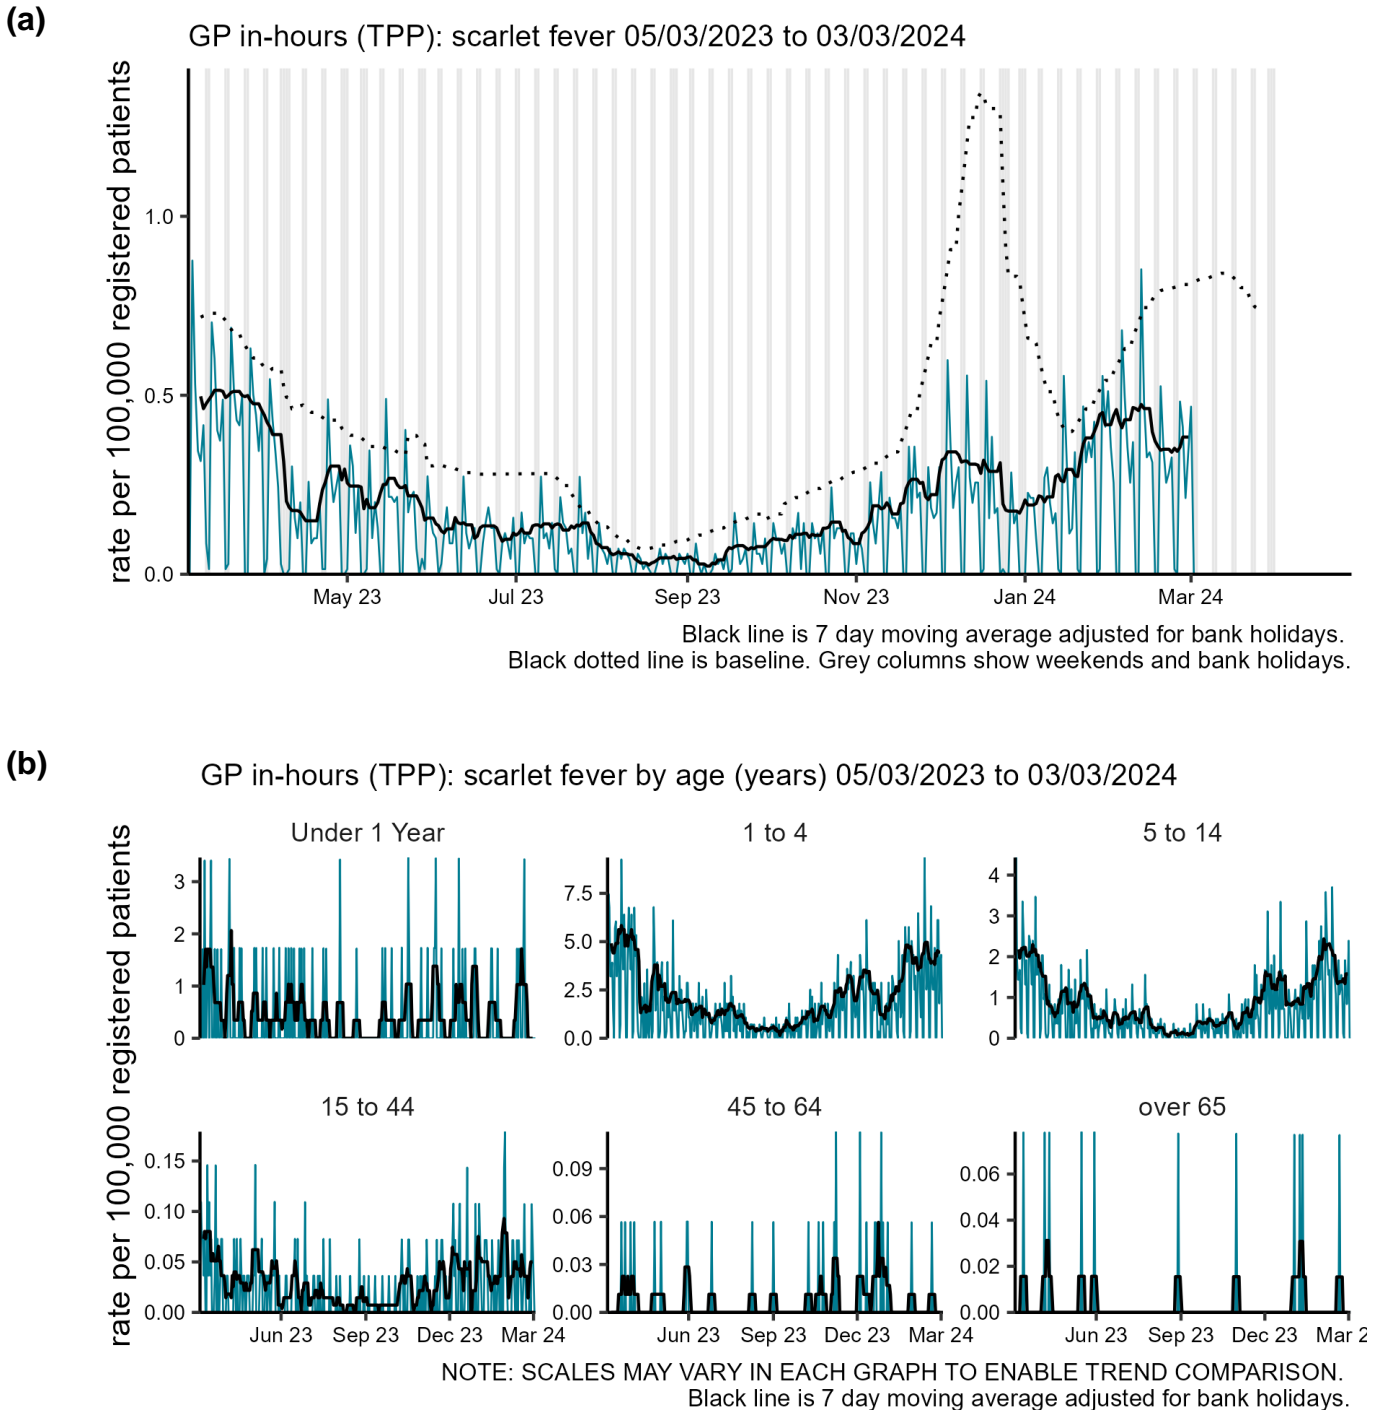 (a)
GP in-hours (TPP): scarlet fever 05/03/2023 to 03/03/2024
rate per 100,000 registered patients
1.0
0.5
0.0
May 23 Jul 23 Sep 23 Nov 23 Jan 24 Mar 24
Black line is 7 day moving average adjusted for bank holidays.
Black dotted line is baseline. Grey columns show weekends and bank holidays.
(b)
GP in-hours (TPP): scarlet fever by age (years) 05/03/2023 to 03/03/2024
rate per 100,000 registered patients
Under 1 Year
3
2
1
0
1 to 4
7.5
5.0
2.5
0.0
5 to 14
4
3
2
1
0
15 to 44
0.15
0.10
0.05
0.00
Jun 23 Sep 23 Dec 23 Mar 24
45 to 64
0.09
0.06
0.03
0.00
Jun 23 Sep 23 Dec 23 Mar 24
over 65
0.06
0.04
0.02
0.00
Jun 23 Sep 23 Dec 23 Mar 2
NOTE: SCALES MAY VARY IN EACH GRAPH TO ENABLE TREND COMPARISON.
Black line is 7 day moving average adjusted for bank holidays.